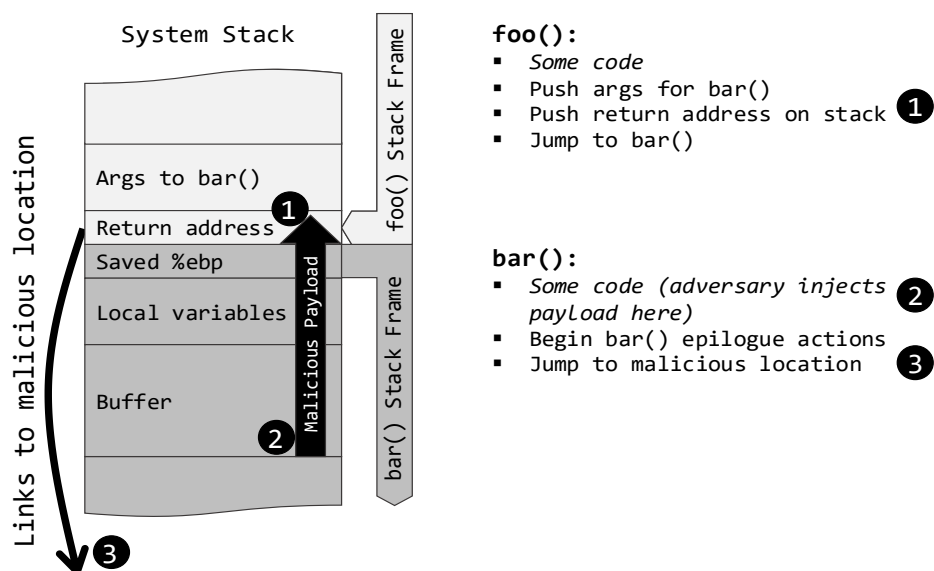 System Stack
Args to bar()
1
Return address
Saved %ebp
Local variables
Buffer
2
Malicious Payload
foo() Stack Frame
bar() Stack Frame
Links to malicious location
3
foo():
▪ Some code
▪ Push args for bar()
▪ Push return address on stack 1
▪ Jump to bar()
bar():
▪ Some code (adversary injects 2
payload here)
▪ Begin bar() epilogue actions
▪ Jump to malicious location 3